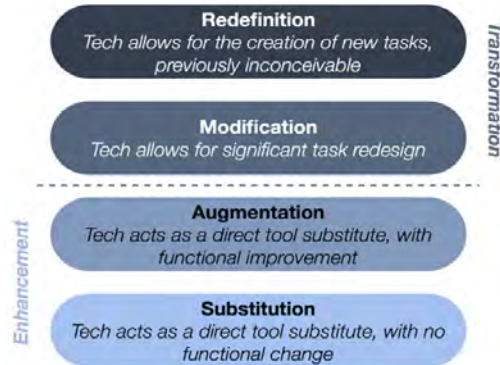 Redefinition
Tech allows for the creation of new tasks,
previously inconceivable
Transformation
Modification
Tech allows for significant task redesign
Augmentation
Tech acts as a direct tool substitute, with
functional improvement
Enhancement
Substitution
Tech acts as a direct tool substitute, with no
functional change